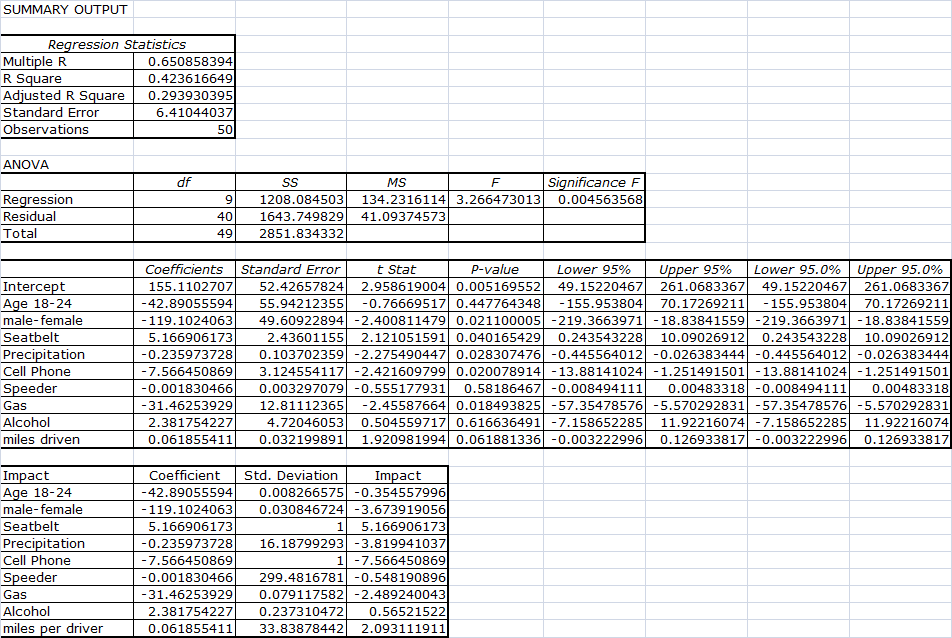 SUMMARY OUTPUT
Regression Statistics
Multiple R 0.650858394
R Square 0.423616649
Adjusted R Square 0.293930395
Standard Error 6.41044037
Observations 50
ANOVA
df SS MS F Significance F
Regression 9 1208.084503 134.2316114 3.266473013 0.004563568
Residual 40 1643.749829 41.09374573
Total 49 2851.834332
Coefficients Standard Error t Stat P-value Lower 95% Upper 95% Lower 95.0% Upper 95.0%
Intercept 155.1102707 52.42657824 2.958619004 0.005169552 49.15220467 261.0683367 49.15220467 261.0683367
Age 18-24 -42.89055594 55.94212355 -0.76669517 0.447764348 -155.953804 70.17269211 -155.953804 70.17269211
male-female -119.1024063 49.60922894 -2.400811479 0.021100005 -219.3663971 -18.83841559 -219.3663971 -18.83841559
Seatbelt 5.166906173 2.43601155 2.121051591 0.040165429 0.243543228 10.09026912 0.243543228 10.09026912
Precipitation -0.235973728 0.103702359 -2.275490447 0.028307476 -0.445564012 -0.026383444 -0.445564012 -0.026383444
Cell Phone -7.566450869 3.124554117 -2.421609799 0.020078914 -13.88141024 -1.251491501 -13.88141024 -1.251491501
Speeder -0.001830466 0.003297079 -0.555177931 0.58186467 -0.008494111 0.00483318 -0.008494111 0.00483318
Gas -31.46253929 12.81112365 -2.45587664 0.018493825 -57.35478576 -5.570292831 -57.35478576 -5.570292831
Alcohol 2.381754227 4.72046053 0.504559717 0.616636491 -7.158652285 11.92216074 -7.158652285 11.92216074
miles driven 0.061855411 0.032199891 1.920981994 0.061881336 -0.003222996 0.126933817 -0.003222996 0.126933817
Impact Coefficient Std. Deviation Impact
Age 18-24 -42.89055594 0.008266575 -0.354557996
male-female -119.1024063 0.030846724 -3.673919056
Seatbelt 5.166906173 1 5.166906173
Precipitation -0.235973728 16.18799293 -3.819941037
Cell Phone -7.566450869 1 -7.566450869
Speeder -0.001830466 299.4816781 -0.548190896
Gas -31.46253929 0.079117582 -2.489240043
Alcohol 2.381754227 0.237310472 0.56521522
miles per driver 0.061855411 33.83878442 2.093111911